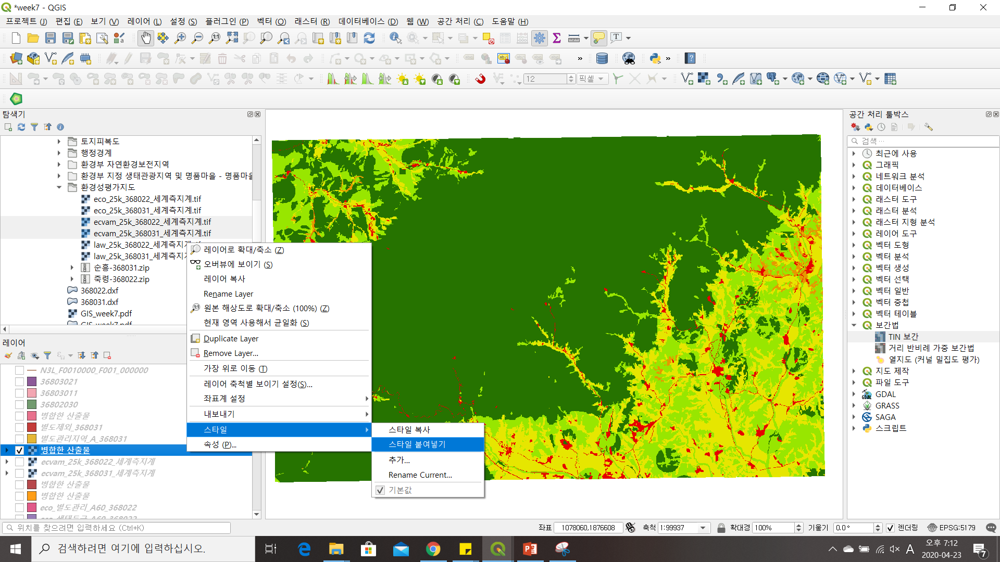 *week7 - QGIS
프로젝트 (J) 편집 (E) 보기 (V) 레이어 (L) 설정 (S) 플러그인 (P) 벡터 (O) 래스터 (R) 데이터베이스 (D) 웹 (W) 공간 처리 (C) 도움말 (H)
12 픽셀
탐색기
토지피복도
행정경계
환경부 자연환경보전지역
환경부 지정 생태관광지역 및 명품마을 - 명품마을
환경성평가지도
eco_25k_368022_세계측지계.tif
eco_25k_368031_세계측지계.tif
ecvam_25k_368022_세계측지계.tif
ecvam_25k_368031_세계측지계.tif
law_25k_368022_세계측지계.tif
law_25k_368031_세계측지
순흥-368031.zip
죽령-368022.zip
368022.dxf
368031.dxf
GIS_week7.pdf
GIS_week7.pdf
레이어
N3L_F0010000_F001_000000
36803021
36803011
36802030
병합한 산출물
별도제외_368031
별도관리지역_A_368031
병합한 산출물
ecvam_25k_368022_세계측지계
ecvam_25k_368031_세계측지계
병합한 산출물
병합한 산출물
eco_별도관리_A60_368022
eco_생태등급_A60_368022
레이어로 확대/축소 (Z)
오버뷰에 보이기 (S)
레이어 복사
Rename Layer
원본 해상도로 확대/축소 (100%) (Z)
현재 영역 사용해서 균일화 (S)
Duplicate Layer
Remove Layer...
가장 위로 이동 (T)
레이어 축척별 보이기 설정(S)...
좌표계 설정
내보내기
스타일
속성 (P)...
스타일 복사
스타일 붙여넣기
추가...
Rename Current...
기본값
공간 처리 툴박스
검색...
최근에 사용
그래픽
네트워크 분석
데이터베이스
래스터 도구
래스터 분석
래스터 지형 분석
레이어 도구
벡터 도형
벡터 분석
벡터 생성
벡터 선택
벡터 일반
벡터 중첩
벡터 테이블
보간법
TIN 보간
거리 반비례 가중 보간법
열지도 (커널 밀집도 평가)
지도 제작
파일 도구
GDAL
GRASS
SAGA
스크립트
위치를 찾으려면 입력하세요 (Ctrl+K)
좌표 1078060,1876608 축척 1:99937 확대경 100% 기울기 0.0 ° 렌더링 EPSG:5179
검색하려면 여기에 입력하십시오.
A
오후 7:12
2020-04-23
7